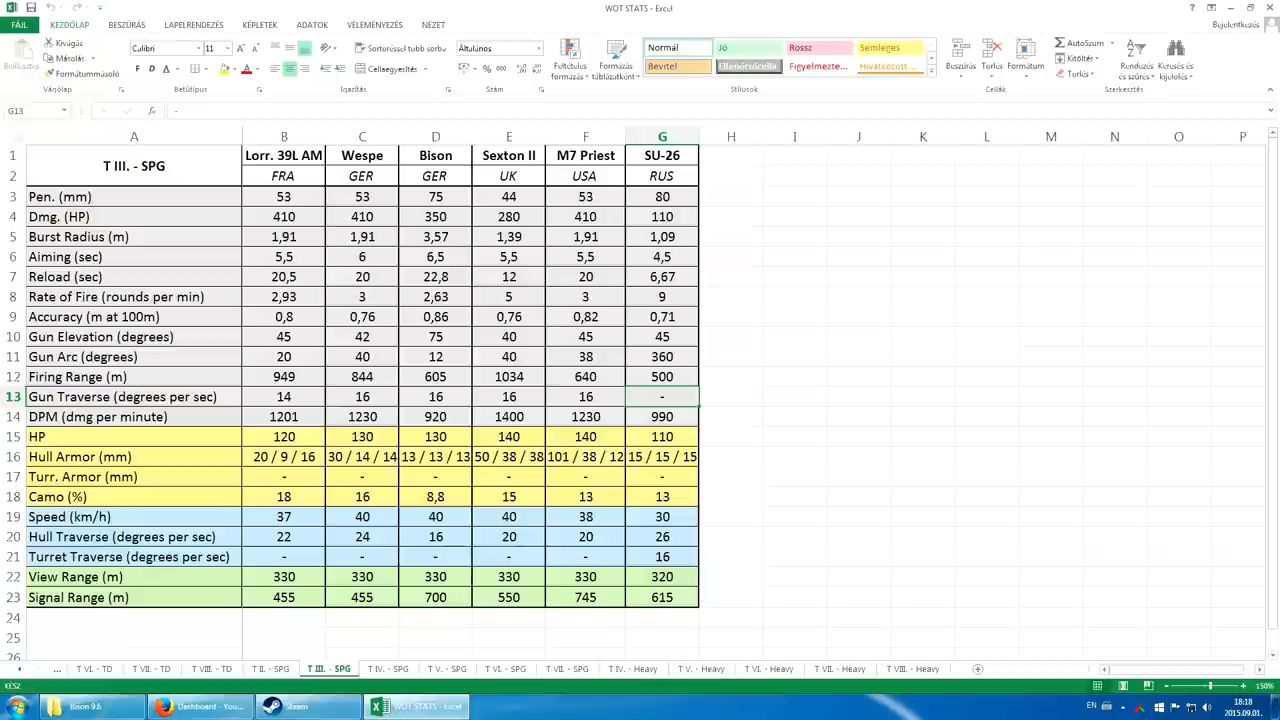 WOT STATS - Excel
FÁJL KEZDŐLAP BESZÚRÁS LAPELRENDEZÉS KÉPLETEK ADATOK VÉLEMÉNYEZÉS NÉZET Bejelentkezés
Kivágás Calibri 11 Sortöréssel több sorba Általános Normál Jó Rossz Semleges AutoSzum
Másolás Kitöltés
Beillesztés Formátummásoló F D A Cellaegyesítés Feltételes formázás Formázás táblázatként Bevitel Ellenőrzőcella Figyelmezte... Hivatkozott... Beszúrás Törlés Formátum Törlés Rendezés és szűrés Keresés és kijelölés
Vágólap Betűtípus Igazítás Szám Stílusok Cellák Szerkesztés
G13 fx -
A B C D E F G H I J K L M N O P
1 T III. - SPG Lorr. 39L AM Wespe Bison Sexton II M7 Priest SU-26
2 FRA GER GER UK USA RUS
3 Pen. (mm) 53 53 75 44 53 80
4 Dmg. (HP) 410 410 350 280 410 110
5 Burst Radius (m) 1,91 1,91 3,57 1,39 1,91 1,09
6 Aiming (sec) 5,5 6 6,5 5,5 5,5 4,5
7 Reload (sec) 20,5 20 22,8 12 20 6,67
8 Rate of Fire (rounds per min) 2,93 3 2,63 5 3 9
9 Accuracy (m at 100m) 0,8 0,76 0,86 0,76 0,82 0,71
10 Gun Elevation (degrees) 45 42 75 40 45 45
11 Gun Arc (degrees) 20 40 12 40 38 360
12 Firing Range (m) 949 844 605 1034 640 500
13 Gun Traverse (degrees per sec) 14 16 16 16 16 -
14 DPM (dmg per minute) 1201 1230 920 1400 1230 990
15 HP 120 130 130 140 140 110
16 Hull Armor (mm) 20 / 9 / 16 30 / 14 / 14 13 / 13 / 13 50 / 38 / 38 101 / 38 / 12 15 / 15 / 15
17 Turr. Armor (mm) - - - - - -
18 Camo (%) 18 16 8,8 15 13 13
19 Speed (km/h) 37 40 40 40 38 30
20 Hull Traverse (degrees per sec) 22 24 16 20 20 26
21 Turret Traverse (degrees per sec) - - - - - 16
22 View Range (m) 330 330 330 330 330 320
23 Signal Range (m) 455 455 700 550 745 615
24
25
26
... T VI. - TD T VII. - TD T VIII. - TD T II. - SPG T III. - SPG T IV. - SPG T V. - SPG T VI. - SPG T VII. - SPG T IV. - Heavy T V. - Heavy T VI. - Heavy T VII. - Heavy T VIII. - Heavy
KÉSZ 150%
Bison 9.6 Dashboard - You... Steam WOT STATS - Excel EN 18:18
2015.09.01.